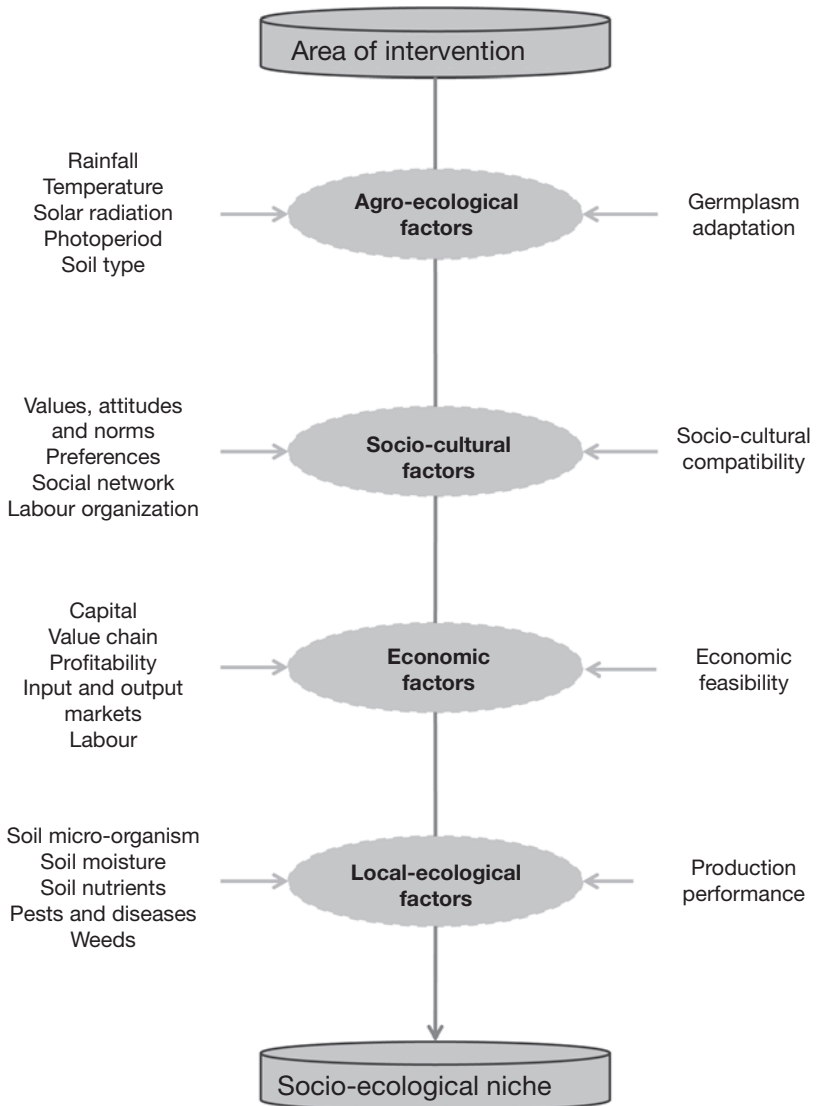 Area of intervention
Rainfall
Temperature
Solar radiation
Photoperiod
Soil type
Agro-ecological
factors
Germplasm
adaptation
Values, attitudes
and norms
Preferences
Social network
Labour organization
Socio-cultural
factors
Socio-cultural
compatibility
Capital
Value chain
Profitability
Input and output
markets
Labour
Economic
factors
Economic
feasibility
Soil micro-organism
Soil moisture
Soil nutrients
Pests and diseases
Weeds
Local-ecological
factors
Production
performance
Socio-ecological niche